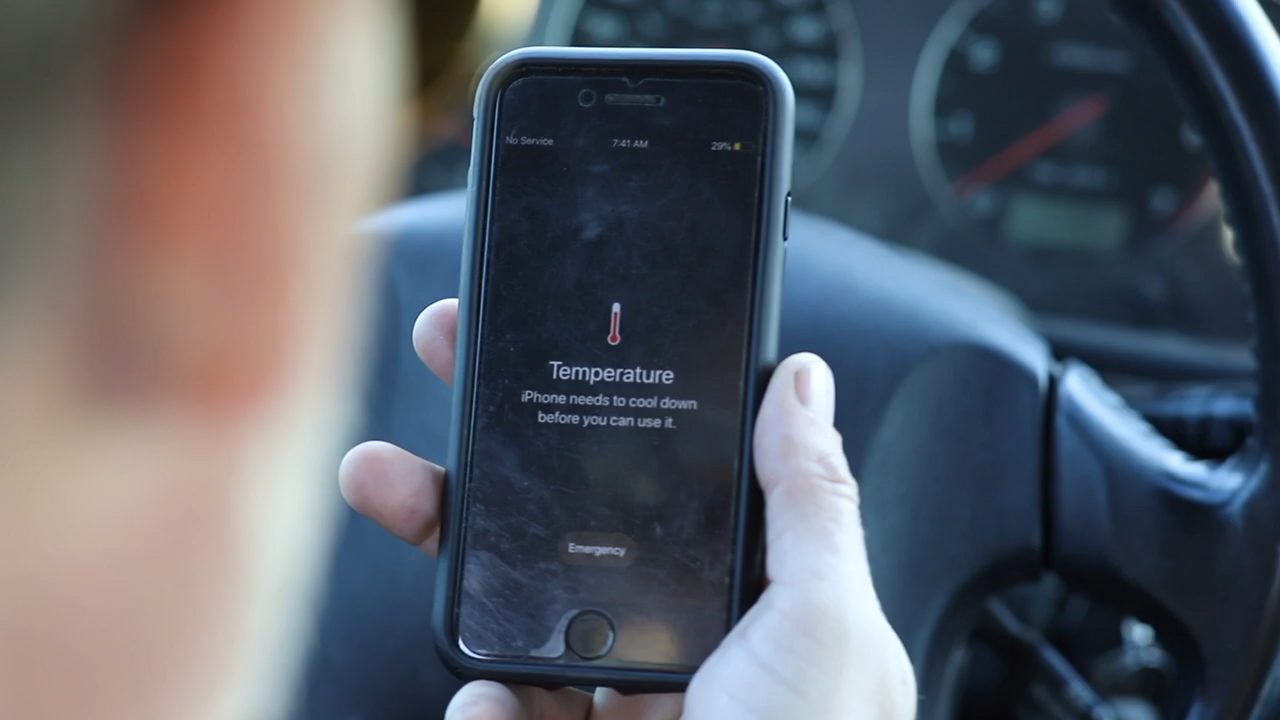 No Service 7:41 AM 29%
Temperature
iPhone needs to cool down
before you can use it.
Emergency